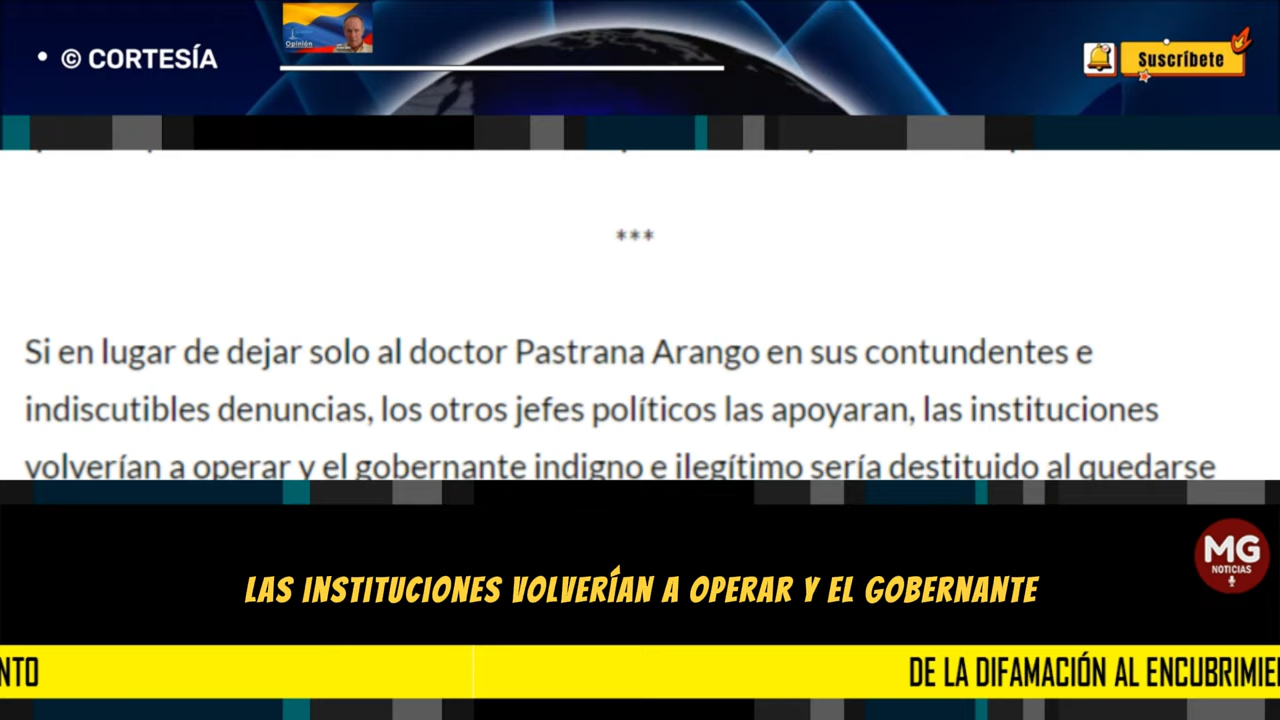 • © CORTESÍA
Opinión
Suscríbete
***
Si en lugar de dejar solo al doctor Pastrana Arango en sus contundentes e
indiscutibles denuncias, los otros jefes políticos las apoyaran, las instituciones
volverían a operar y el gobernante indigno e ilegítimo sería destituido al quedarse
MG
NOTICIAS
LAS INSTITUCIONES VOLVERÍAN A OPERAR Y EL GOBERNANTE
NTO
DE LA DIFAMACIÓN AL ENCUBRIMIE